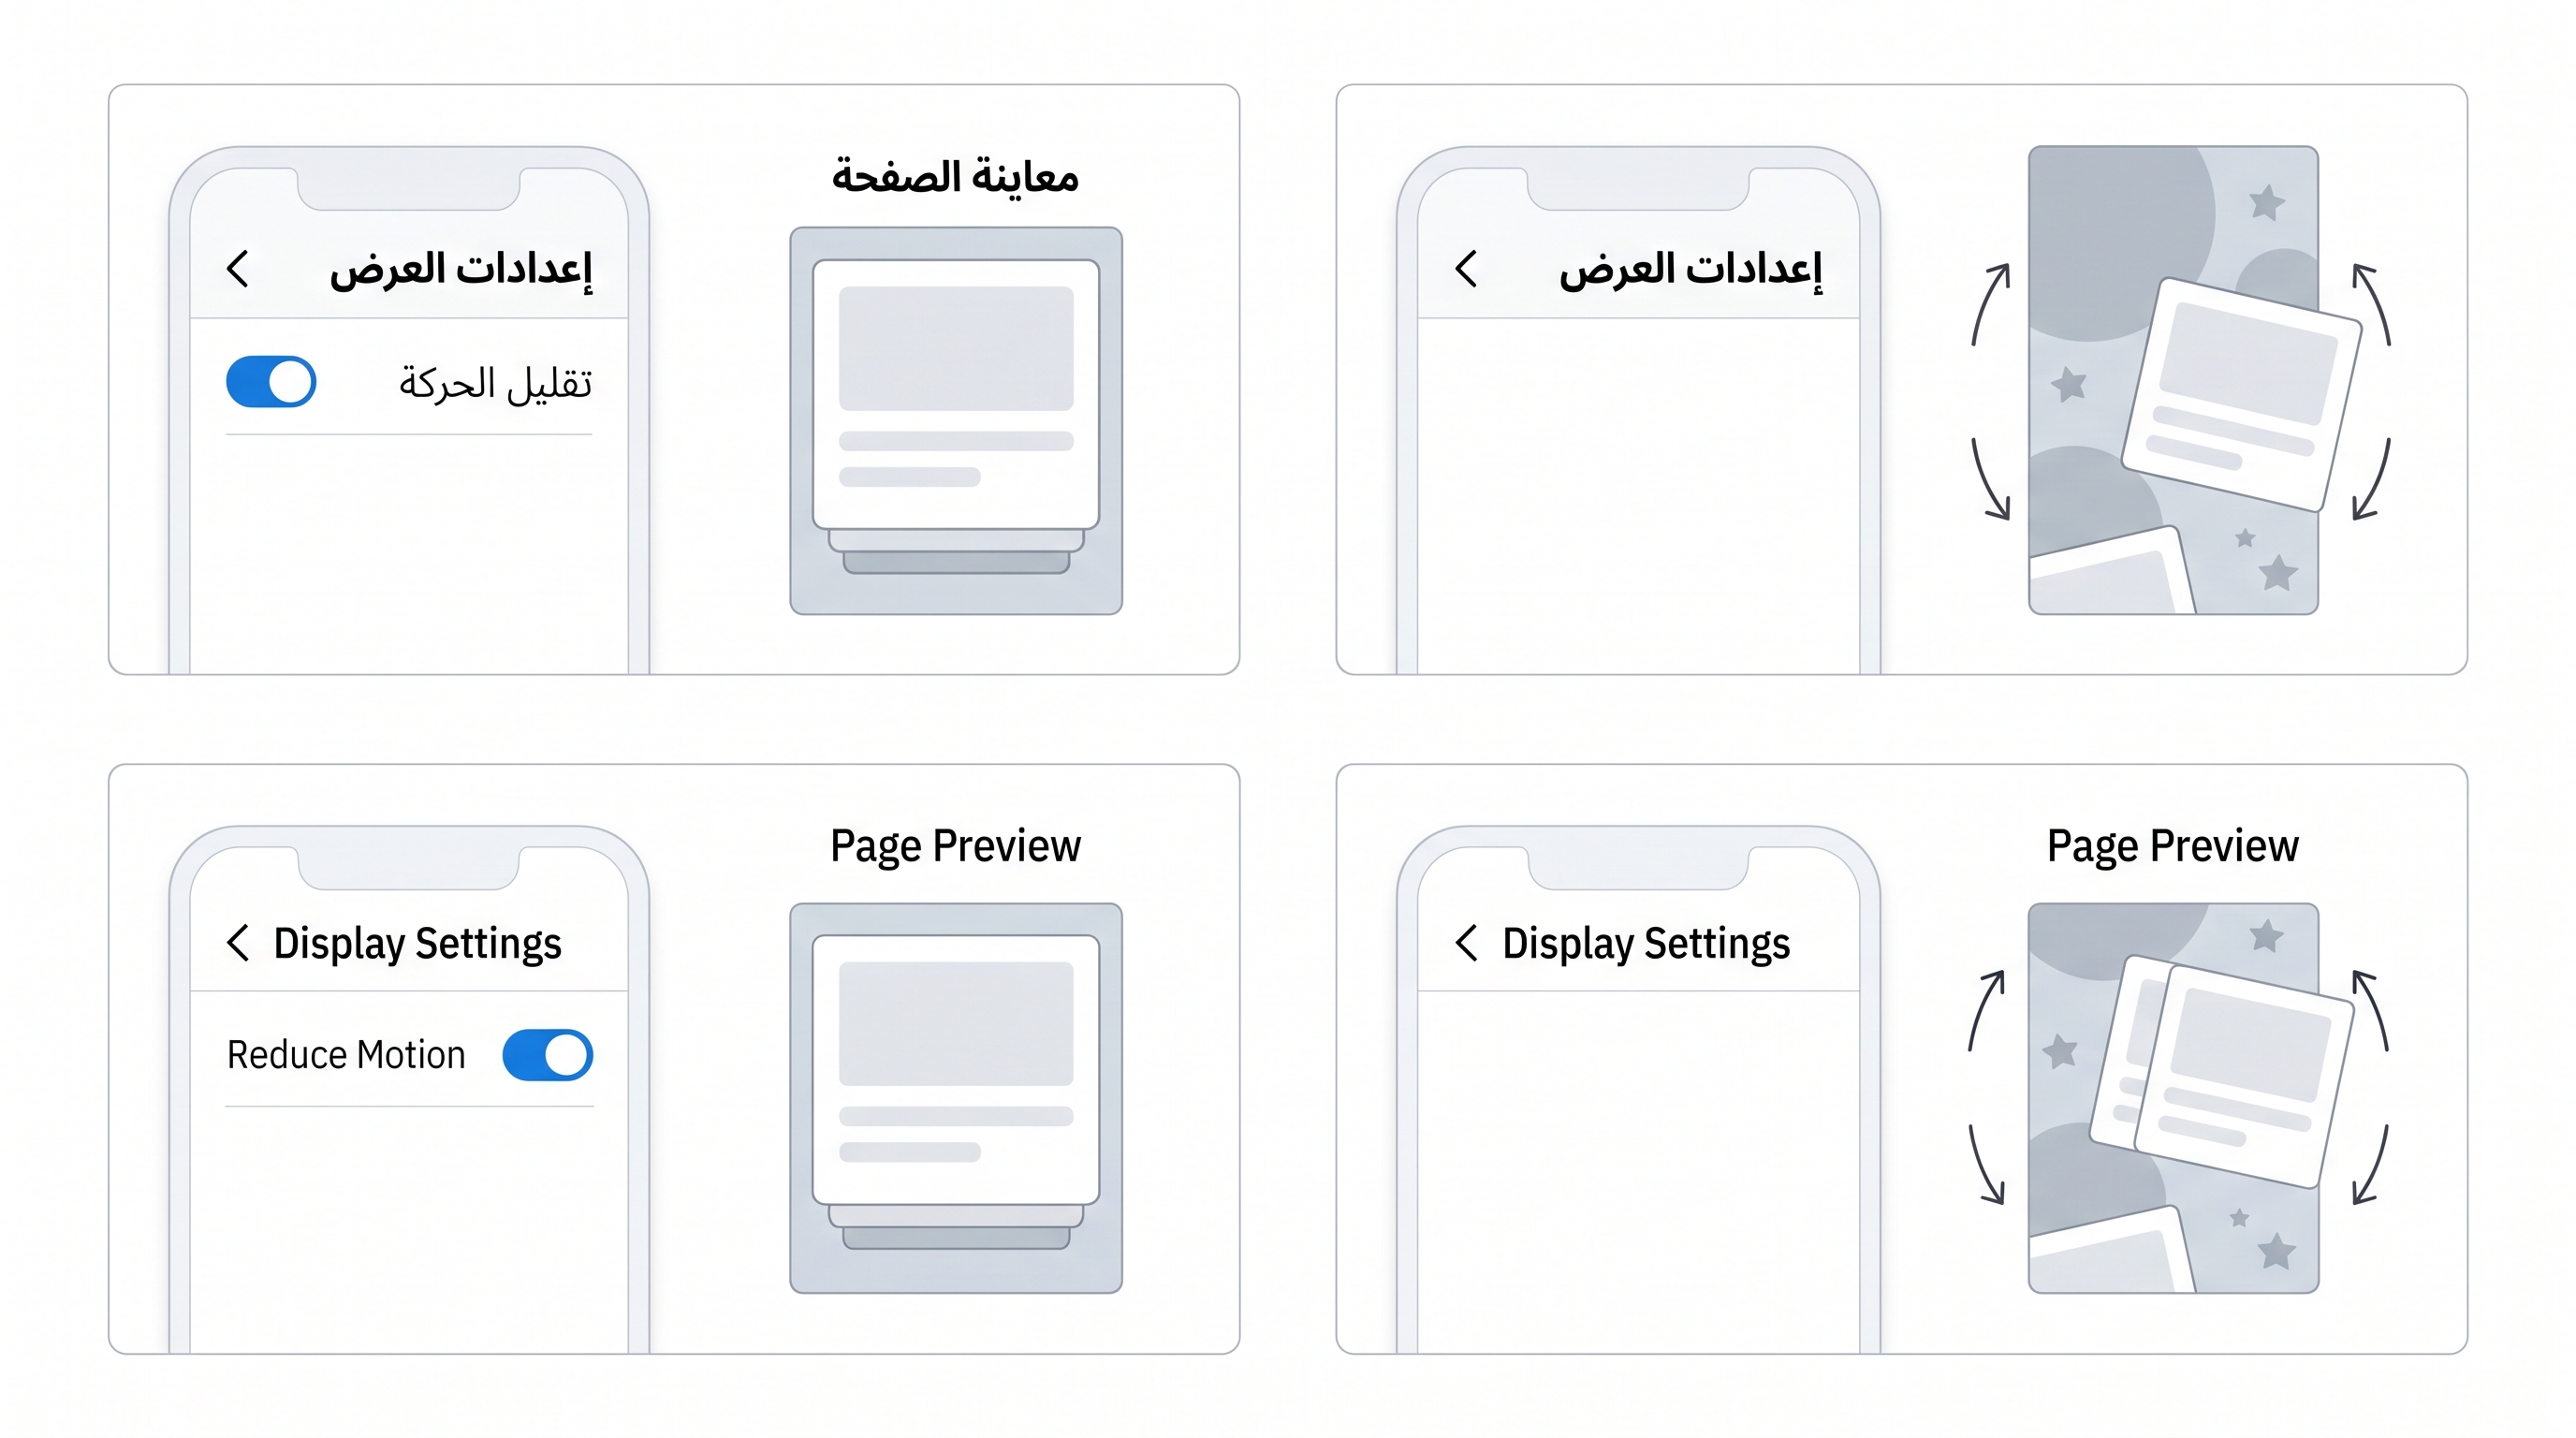 إعدادات العرض
تقليل الحركة
معاينة الصفحة
إعدادات العرض
Display Settings
Reduce Motion
Page Preview
Display Settings
Page Preview